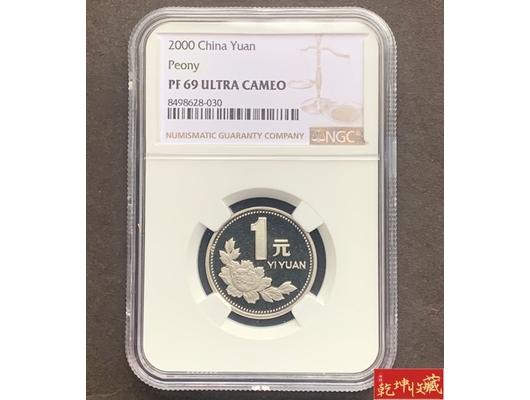 2000 China Yuan
Peony
PF 69 ULTRA CAMEO
8498628-030
NUMISMATIC GUARANTY COMPANY
NGC
1元
YI YUAN
乾坤收藏